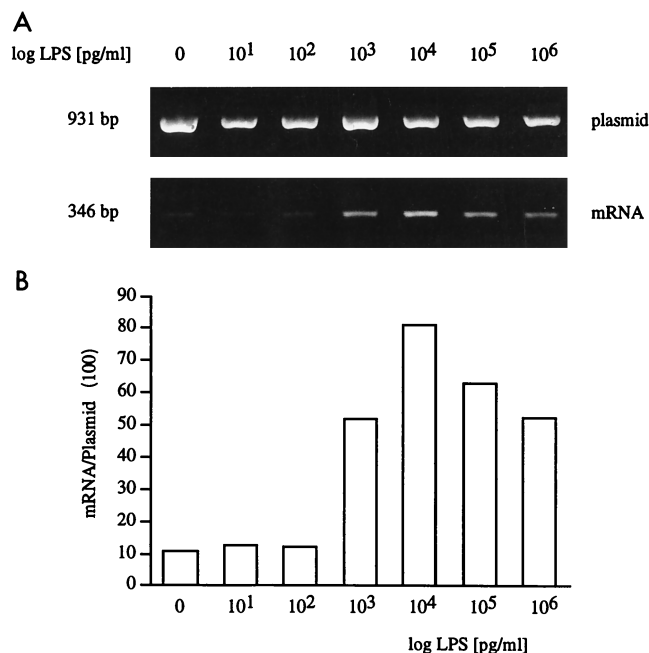 A
log LPS [pg/ml] 0 10¹ 10² 10³ 10⁴ 10⁵ 10⁶
931 bp plasmid
346 bp mRNA
B
mRNA/Plasmid (100)
90
80
70
60
50
40
30
20
10
0
0 10¹ 10² 10³ 10⁴ 10⁵ 10⁶
log LPS [pg/ml]